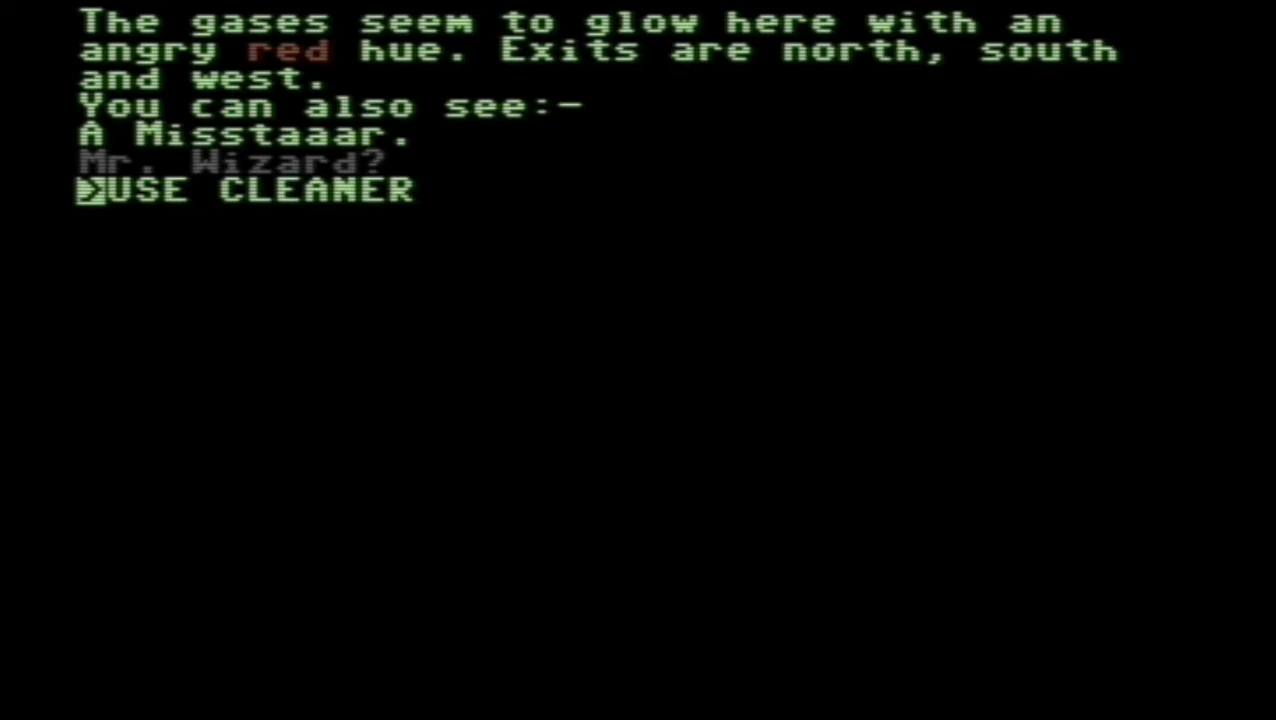 The gases seem to glow here with an
angry red hue. Exits are north, south
and west.
You can also see:-
A Misstaaar.
Mr. Wizard?
>USE CLEANER